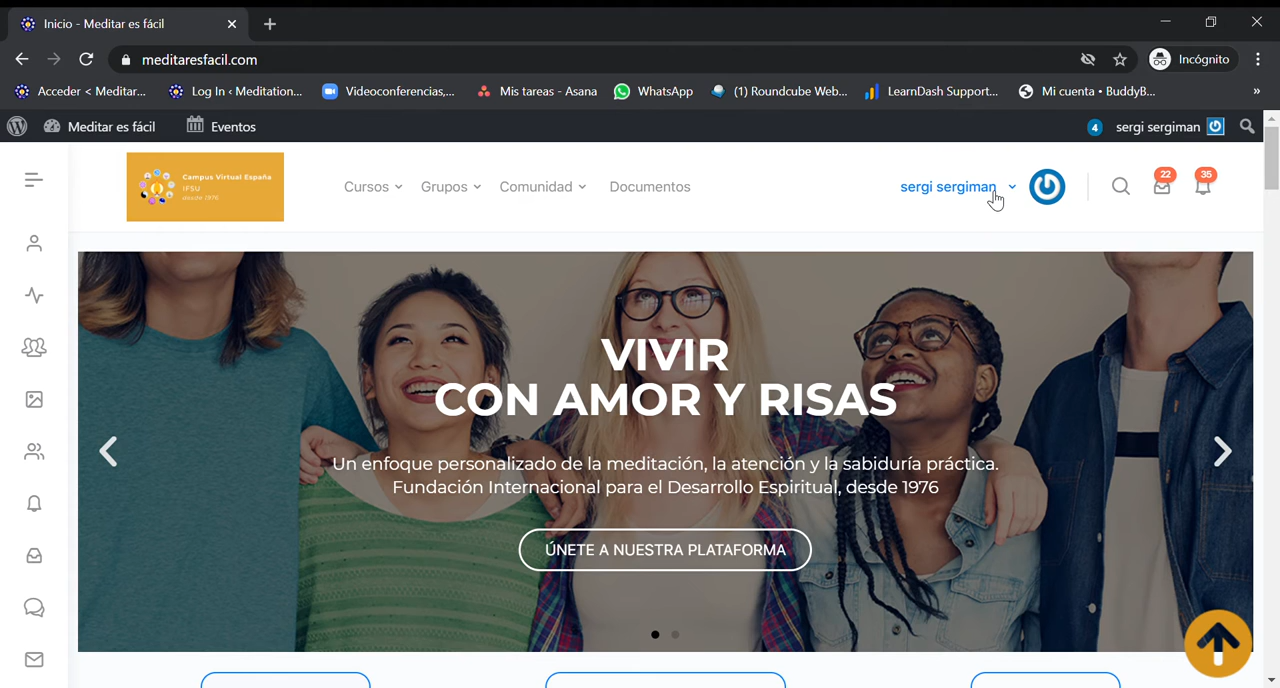 Inicio - Meditar es fácil
meditaresfacil.com
Incógnito
Acceder < Meditar...
Log In ‹ Meditation...
Videoconferencias,...
Mis tareas - Asana
WhatsApp
(1) Roundcube Web...
LearnDash Support...
Mi cuenta • BuddyB...
»
Meditar es fácil
Eventos
4
sergi sergiman
Campus Virtual España
IFSU
desde 1976
Cursos
Grupos
Comunidad
Documentos
sergi sergiman
22
35
VIVIR
CON AMOR Y RISAS
Un enfoque personalizado de la meditación, la atención y la sabiduría práctica.
Fundación Internacional para el Desarrollo Espiritual, desde 1976
ÚNETE A NUESTRA PLATAFORMA